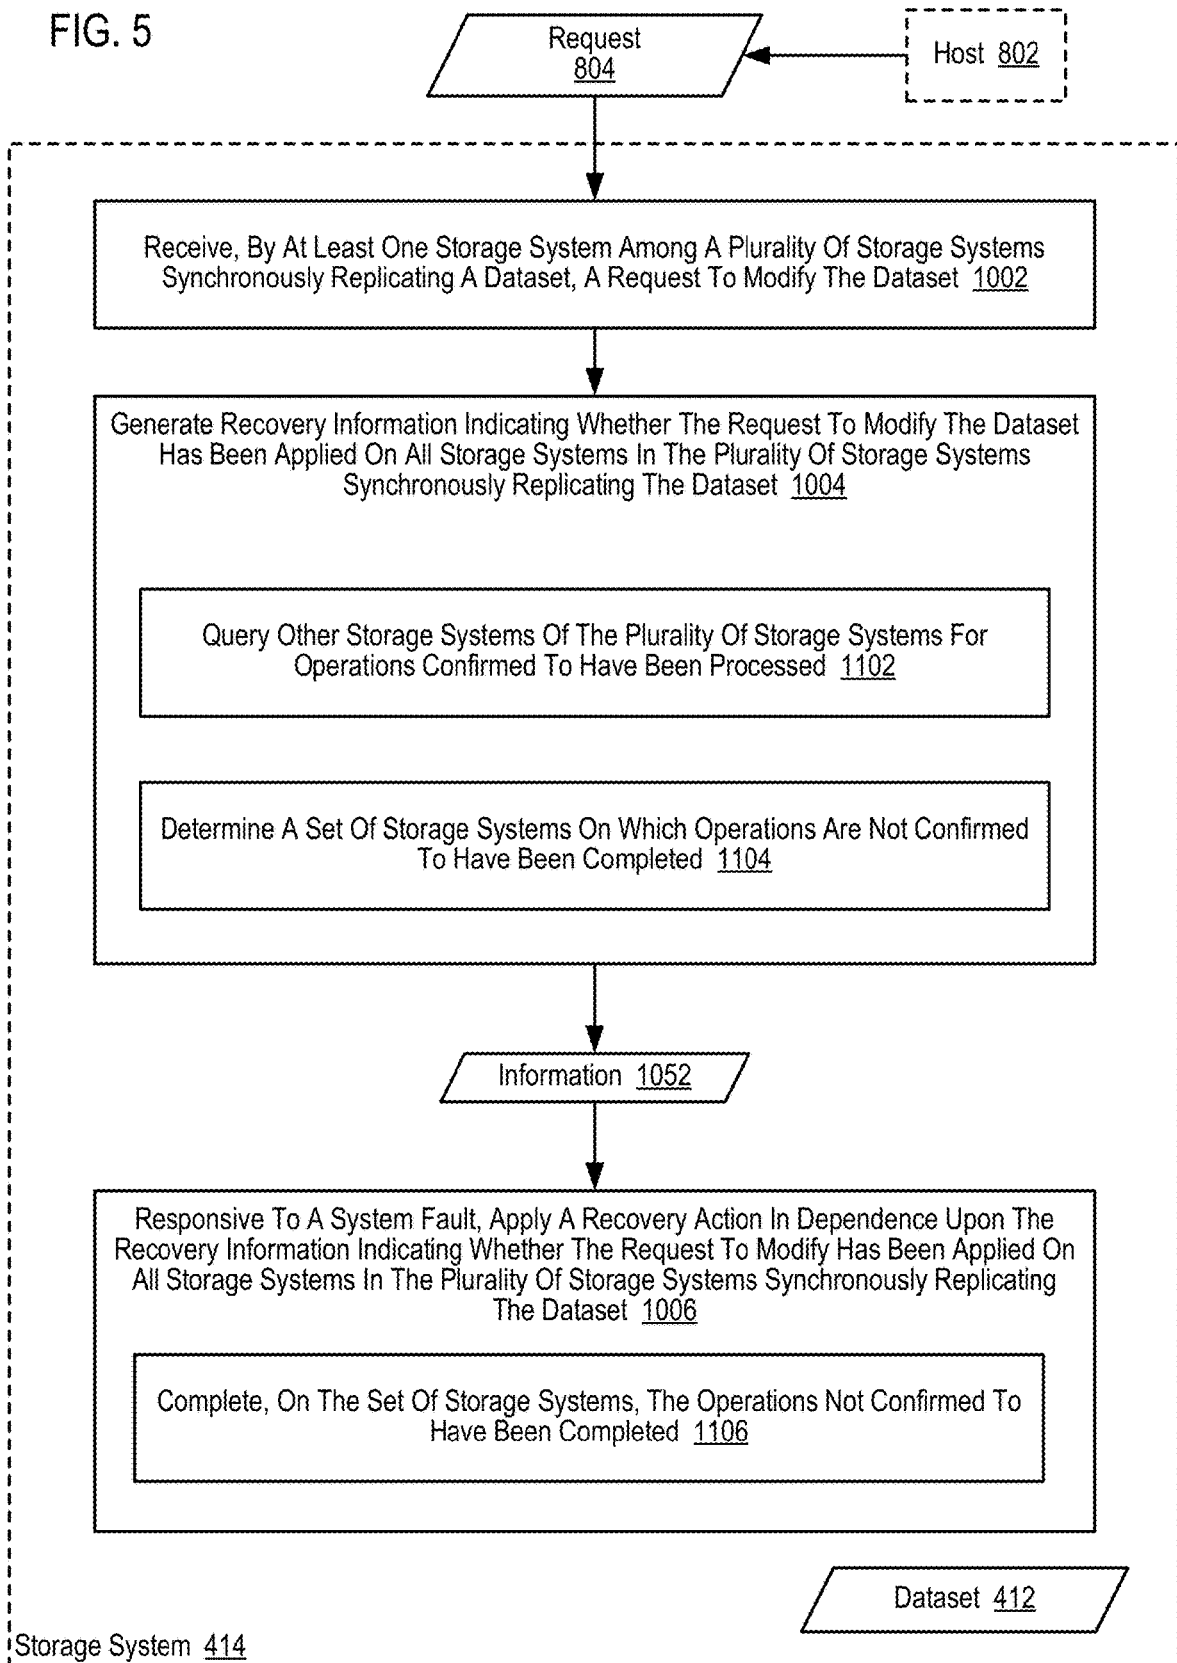 FIG. 5
Request
804
Host 802
Receive, By At Least One Storage System Among A Plurality Of Storage Systems
Synchronously Replicating A Dataset, A Request To Modify The Dataset 1002
Generate Recovery Information Indicating Whether The Request To Modify The Dataset
Has Been Applied On All Storage Systems In The Plurality Of Storage Systems
Synchronously Replicating The Dataset 1004
Query Other Storage Systems Of The Plurality Of Storage Systems For
Operations Confirmed To Have Been Processed 1102
Determine A Set Of Storage Systems On Which Operations Are Not Confirmed
To Have Been Completed 1104
Information 1052
Responsive To A System Fault, Apply A Recovery Action In Dependence Upon The
Recovery Information Indicating Whether The Request To Modify Has Been Applied On
All Storage Systems In The Plurality Of Storage Systems Synchronously Replicating
The Dataset 1006
Complete, On The Set Of Storage Systems, The Operations Not Confirmed To
Have Been Completed 1106
Dataset 412
Storage System 414